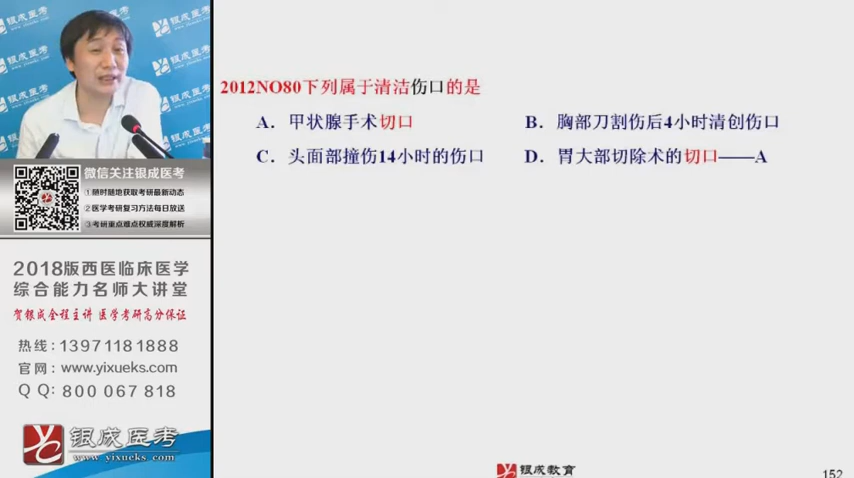 银成医考
www.yixueks.com
微信关注银成医考
①随时随地获取考研最新动态
②医学考研复习方法每日放送
③考研重点难点权威深度解析
2018版西医临床医学
综合能力名师大讲堂
贺银成全程主讲 医学考研高分保证
热线:13971181888
官网:www.yixueks.com
QQ:800 067 818
银成医考
www.yixueks.com
2012NO80下列属于清洁伤口的是
A．甲状腺手术切口
B．胸部刀割伤后4小时清创伤口
C．头面部撞伤14小时的伤口
D．胃大部切除术的切口——A
银成教育
152